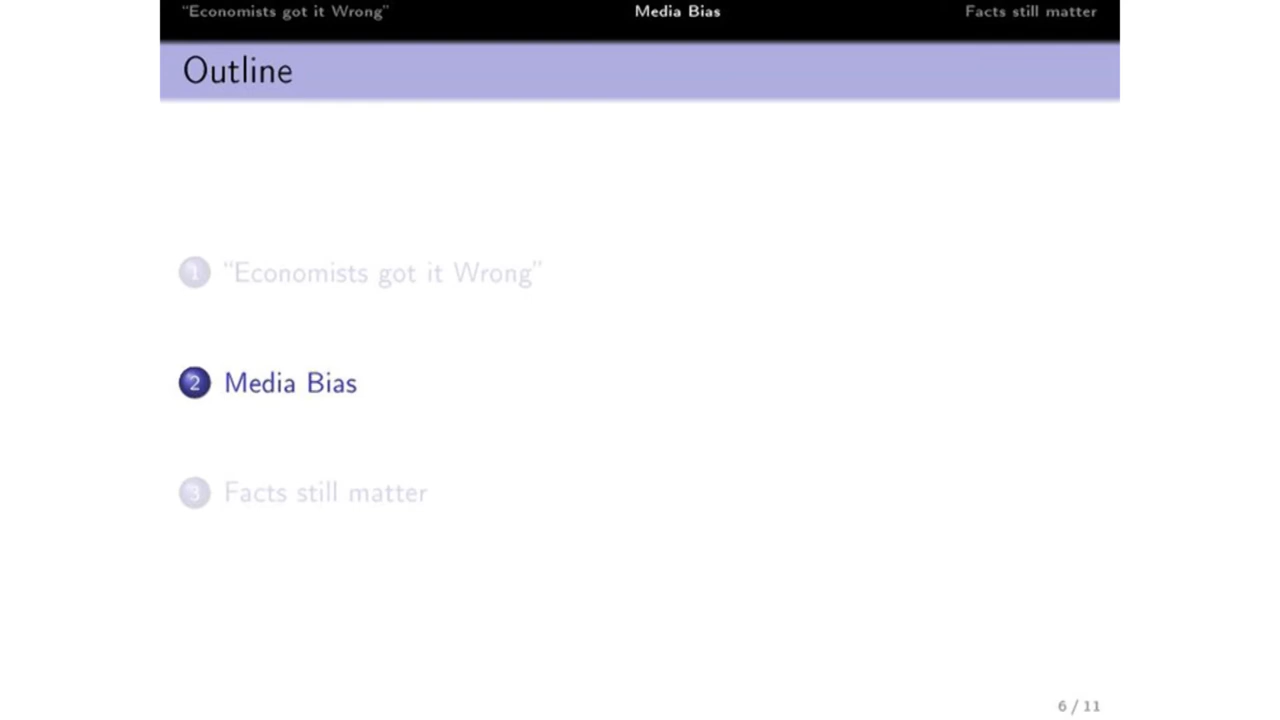 “Economists got it Wrong” Media Bias Facts still matter
Outline
1 “Economists got it Wrong”
2 Media Bias
3 Facts still matter
6 / 11